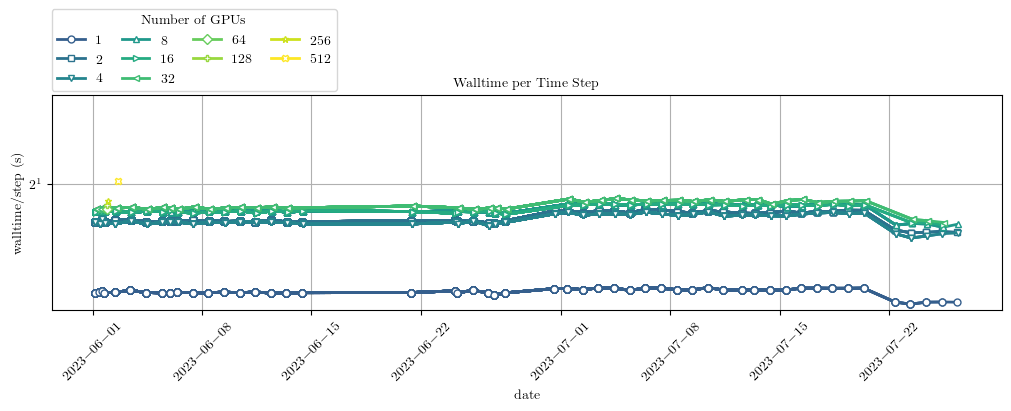 Number of GPUs
1 8 64 256
2 16 128 512
4 32
Walltime per Time Step
walltime/step (s)
2^1
2023−06−01 2023−06−08 2023−06−15 2023−06−22 2023−07−01 2023−07−08 2023−07−15 2023−07−22
date